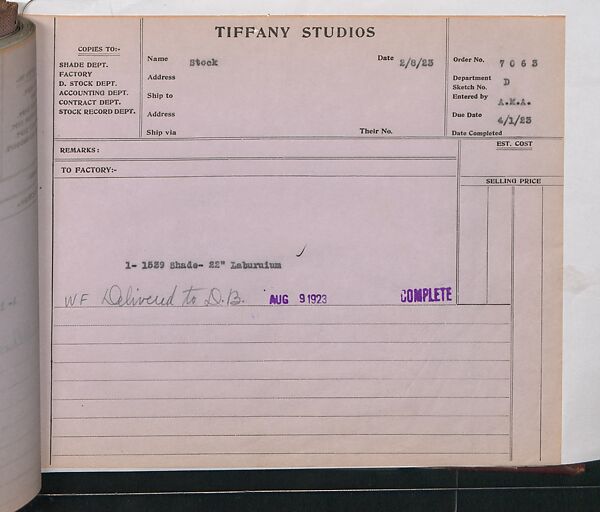 TIFFANY STUDIOS
COPIES TO:-
SHADE DEPT.
FACTORY
D. STOCK DEPT.
ACCOUNTING DEPT.
CONTRACT DEPT.
STOCK RECORD DEPT.
Name Stock Date 2/8/23
Address
Ship to
Address
Ship via Their No.
Order No. 7063
Department D
Sketch No.
Entered by A.M.A.
Due Date 4/1/23
Date Completed
REMARKS:
EST. COST
TO FACTORY:-
SELLING PRICE
1- 1539 Shade- 22" Laburnium
WF Delivered to D.B. AUG 9 1923 COMPLETE